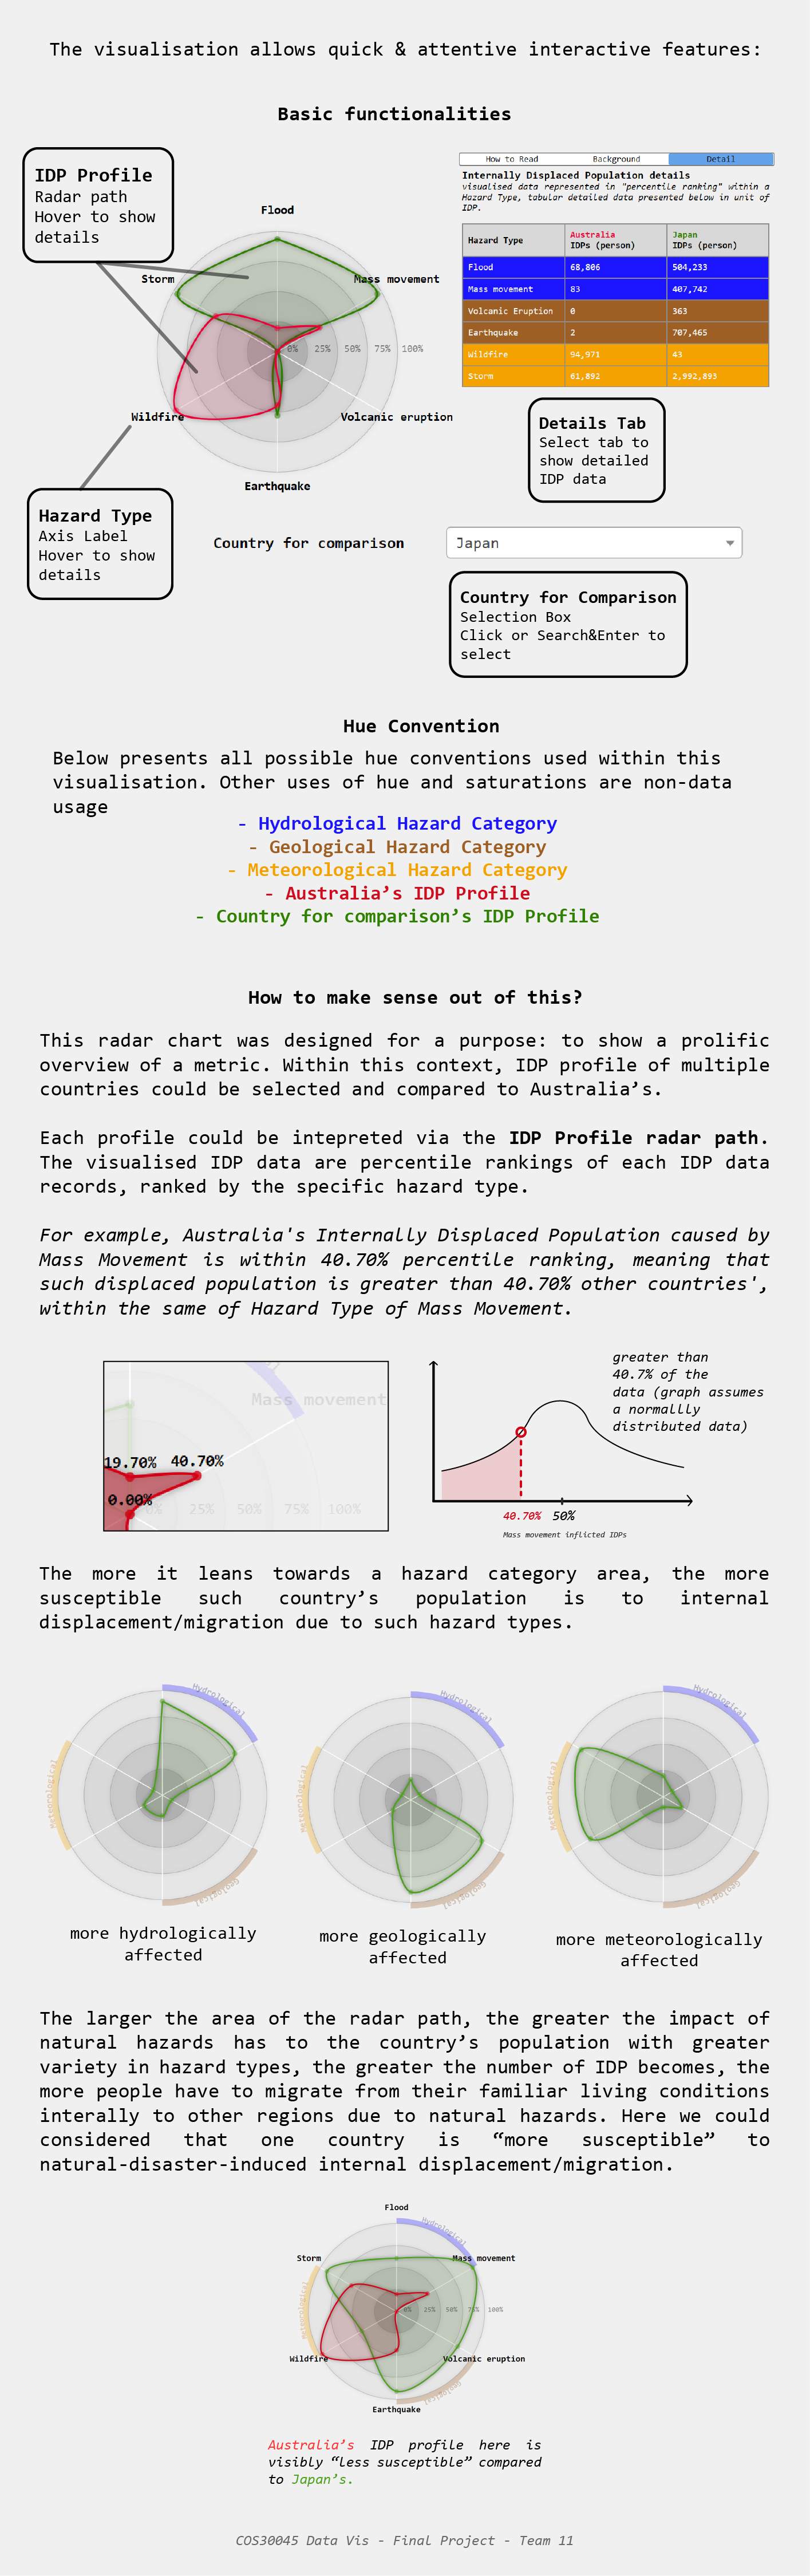 The visualisation allows quick & attentive interactive features:
Basic functionalities
IDP Profile
Radar path
Hover to show
details
Flood
Storm
Mass movement
0% 25% 50% 75% 100%
Wildfire
Volcanic eruption
Earthquake
Hazard Type
Axis Label
Hover to show
details
How to Read Background Detail
Internally Displaced Population details
visualised data represented in "percentile ranking" within a
Hazard Type, tabular detailed data presented below in unit of
IDP.
Hazard Type Australia IDPs (person) Japan IDPs (person)
Flood 68,806 504,233
Mass movement 83 407,742
Volcanic Eruption 0 363
Earthquake 2 707,465
Wildfire 94,971 43
Storm 61,892 2,992,893
Details Tab
Select tab to
show detailed
IDP data
Country for comparison Japan
Country for Comparison
Selection Box
Click or Search&Enter to
select
Hue Convention
Below presents all possible hue conventions used within this
visualisation. Other uses of hue and saturations are non-data
usage
- Hydrological Hazard Category
- Geological Hazard Category
- Meteorological Hazard Category
- Australia’s IDP Profile
- Country for comparison’s IDP Profile
How to make sense out of this?
This radar chart was designed for a purpose: to show a prolific
overview of a metric. Within this context, IDP profile of multiple
countries could be selected and compared to Australia’s.
Each profile could be intepreted via the IDP Profile radar path.
The visualised IDP data are percentile rankings of each IDP data
records, ranked by the specific hazard type.
For example, Australia's Internally Displaced Population caused by
Mass Movement is within 40.70% percentile ranking, meaning that
such displaced population is greater than 40.70% other countries',
within the same of Hazard Type of Mass Movement.
Mass movement
19.70% 40.70%
0.00%
0% 25% 50% 75% 100%
greater than
40.7% of the
data (graph assumes
a normallly
distributed data)
40.70% 50%
Mass movement inflicted IDPs
The more it leans towards a hazard category area, the more
susceptible such country’s population is to internal
displacement/migration due to such hazard types.
Hydrological
Meteorological
Geological
more hydrologically
affected
Hydrological
Meteorological
Geological
more geologically
affected
Hydrological
Meteorological
Geological
more meteorologically
affected
The larger the area of the radar path, the greater the impact of
natural hazards has to the country’s population with greater
variety in hazard types, the greater the number of IDP becomes, the
more people have to migrate from their familiar living conditions
interally to other regions due to natural hazards. Here we could
considered that one country is “more susceptible” to
natural-disaster-induced internal displacement/migration.
Flood
Hydrological
Storm
Mass movement
Meteorological
0% 25% 50% 75% 100%
Wildfire
Volcanic eruption
Geological
Earthquake
Australia’s IDP profile here is
visibly “less susceptible” compared
to Japan’s.
COS30045 Data Vis - Final Project - Team 11